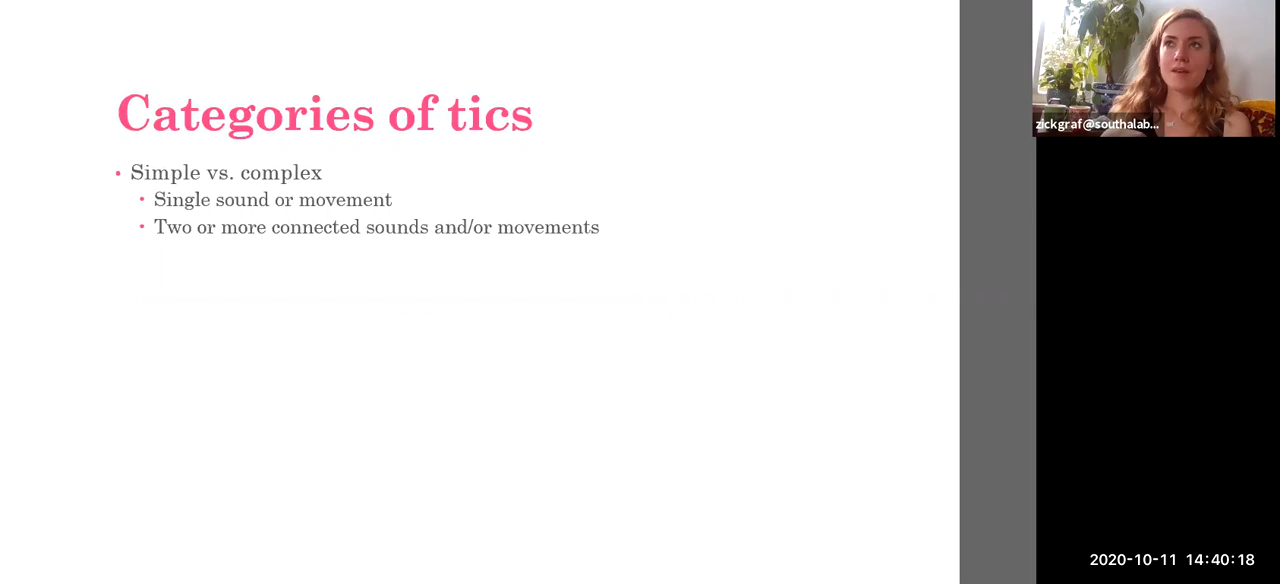 Categories of tics
• Simple vs. complex
• Single sound or movement
• Two or more connected sounds and/or movements
zickgraf@southalab...
2020-10-11 14:40:18